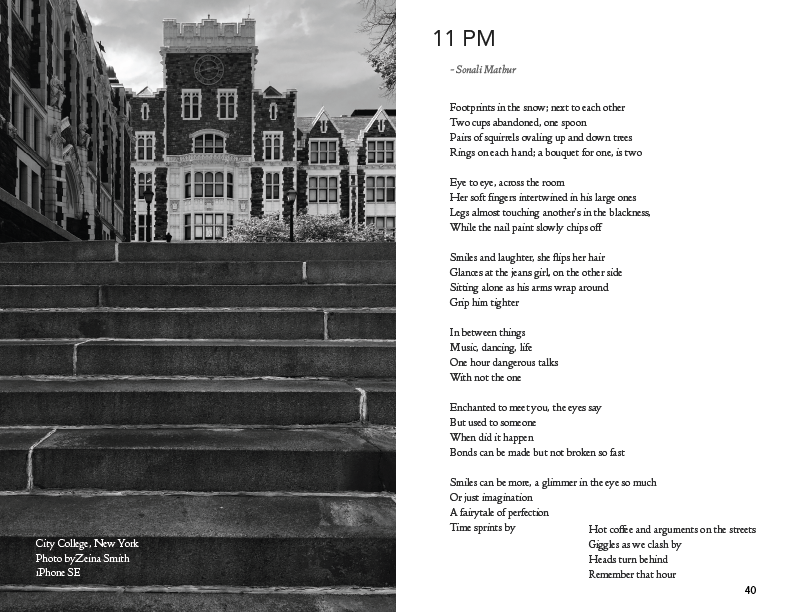 11 PM
- Sonali Mathur
Footprints in the snow; next to each other
Two cups abandoned, one spoon
Pairs of squirrels ovaling up and down trees
Rings on each hand; a bouquet for one, is two
Eye to eye, across the room
Her soft fingers intertwined in his large ones
Legs almost touching another's in the blackness,
While the nail paint slowly chips off
Smiles and laughter, she flips her hair
Glances at the jeans girl, on the other side
Sitting alone as his arms wrap around
Grip him tighter
In between things
Music, dancing, life
One hour dangerous talks
With not the one
Enchanted to meet you, the eyes say
But used to someone
When did it happen
Bonds can be made but not broken so fast
Smiles can be more, a glimmer in the eye so much
Or just imagination
A fairytale of perfection
Time sprints by
Hot coffee and arguments on the streets
Giggles as we clash by
Heads turn behind
Remember that hour
City College, New York
Photo byZeina Smith
iPhone SE
40